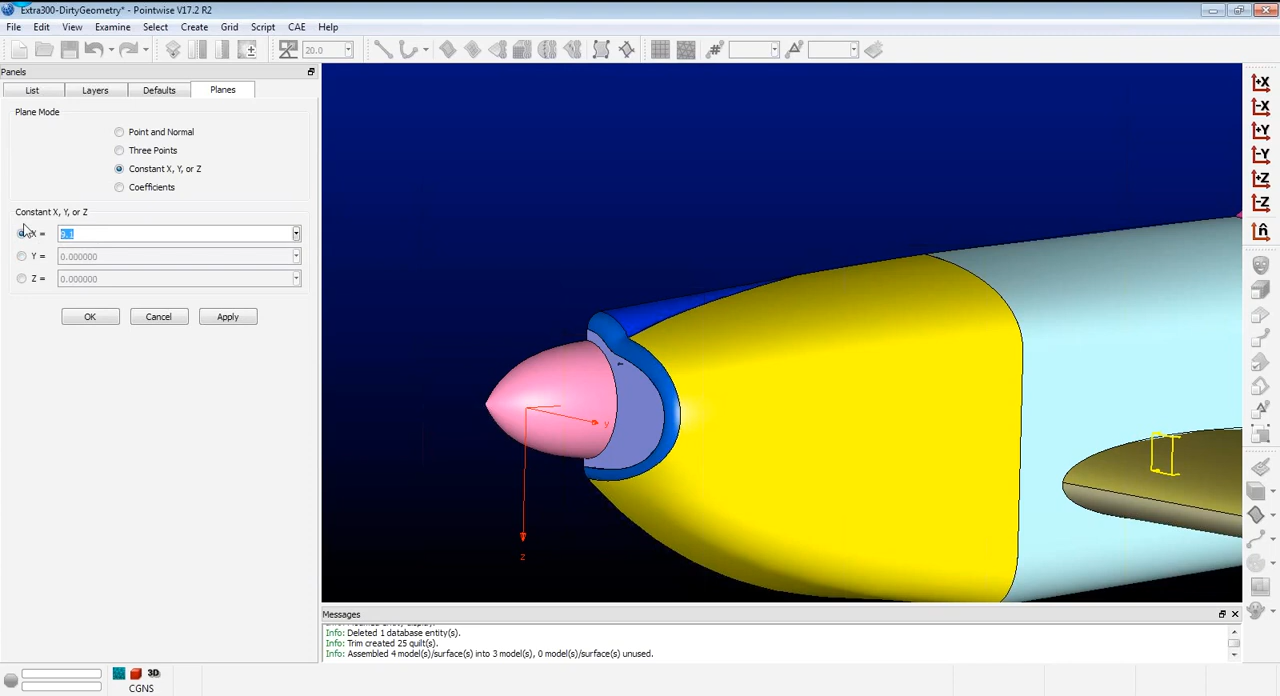 Extra300-DirtyGeometry* - Pointwise V17.2 R2
File Edit View Examine Select Create Grid Script CAE Help
20.0
Panels
List Layers Defaults Planes
Plane Mode
Point and Normal
Three Points
Constant X, Y, or Z
Coefficients
Constant X, Y, or Z
X =
Y = 0.000000
Z = 0.000000
OK Cancel Apply
y
z
+X
-X
+Y
-Y
+Z
-Z
n̂
Messages
Info: Deleted 1 database entity(s).
Info: Trim created 25 quilt(s).
Info: Assembled 4 model(s)/surface(s) into 3 model(s), 0 model(s)/surface(s) unused.
3D
CGNS